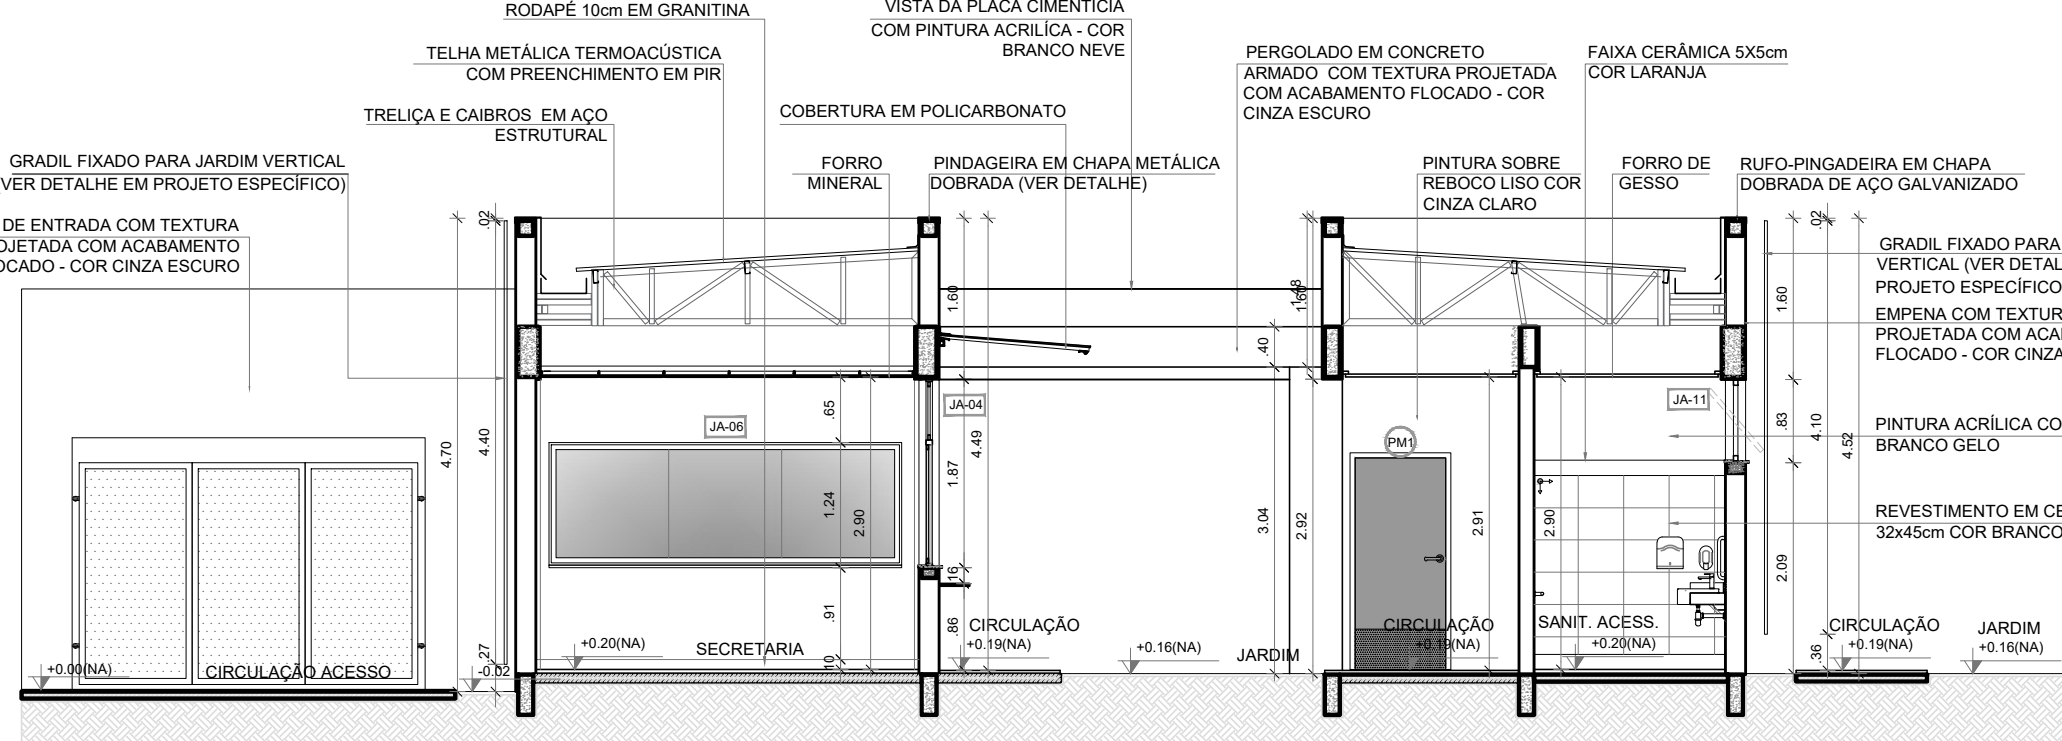 RODAPÉ 10cm EM GRANITINA
VISTA DA PLACA CIMENTÍCIA
COM PINTURA ACRILÍCA - COR
BRANCO NEVE
TELHA METÁLICA TERMOACÚSTICA
COM PREENCHIMENTO EM PIR
PERGOLADO EM CONCRETO
ARMADO COM TEXTURA PROJETADA
COM ACABAMENTO FLOCADO - COR
CINZA ESCURO
FAIXA CERÂMICA 5X5cm
COR LARANJA
TRELIÇA E CAIBROS EM AÇO
ESTRUTURAL
COBERTURA EM POLICARBONATO
GRADIL FIXADO PARA JARDIM VERTICAL
(VER DETALHE EM PROJETO ESPECÍFICO)
FORRO
MINERAL
PINDAGEIRA EM CHAPA METÁLICA
DOBRADA (VER DETALHE)
PINTURA SOBRE
REBOCO LISO COR
CINZA CLARO
FORRO DE
GESSO
RUFO-PINGADEIRA EM CHAPA
DOBRADA DE AÇO GALVANIZADO
DE ENTRADA COM TEXTURA
OJETADA COM ACABAMENTO
OCADO - COR CINZA ESCURO
GRADIL FIXADO PARA
VERTICAL (VER DETAL
PROJETO ESPECÍFICO
EMPENA COM TEXTUR
PROJETADA COM ACA
FLOCADO - COR CINZA
PINTURA ACRÍLICA CO
BRANCO GELO
REVESTIMENTO EM CE
32x45cm COR BRANCO
.02
4.70
4.40
.27
-0.02
JA-06
.65
1.24
2.90
.91
.10
JA-04
1.60
4.49
1.87
.16
.86
1.48
1.60
.40
3.04
2.92
PM1
2.91
2.90
JA-11
.02
1.60
.83
4.10
4.52
2.09
.36
+0.00(NA)
CIRCULAÇÃO ACESSO
+0.20(NA)
SECRETARIA
CIRCULAÇÃO
+0.19(NA)
+0.16(NA)
JARDIM
CIRCULAÇÃO
+0.19(NA)
SANIT. ACESS.
+0.20(NA)
CIRCULAÇÃO
+0.19(NA)
JARDIM
+0.16(NA)